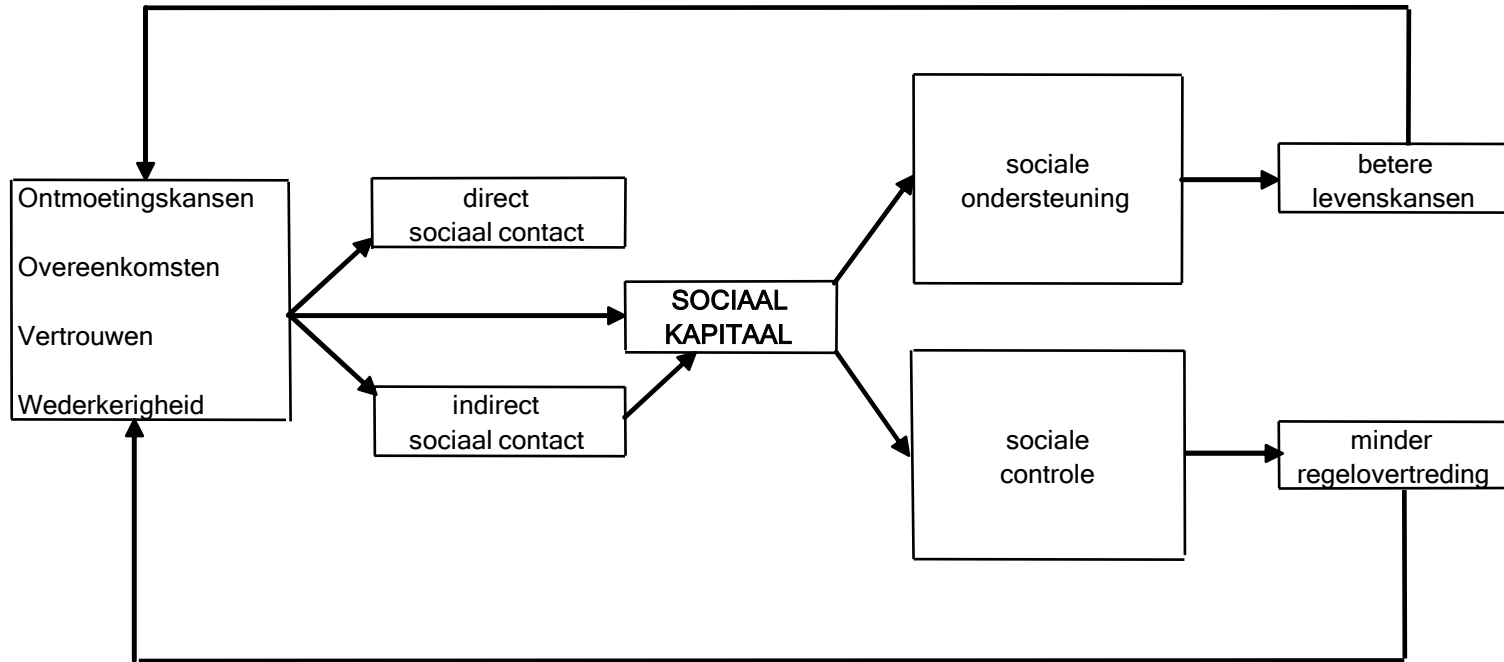 Ontmoetingskansen
Overeenkomsten
Vertrouwen
Wederkerigheid
direct
sociaal contact
indirect
sociaal contact
SOCIAAL
KAPITAAL
sociale
ondersteuning
sociale
controle
betere
levenskansen
minder
regelovertreding